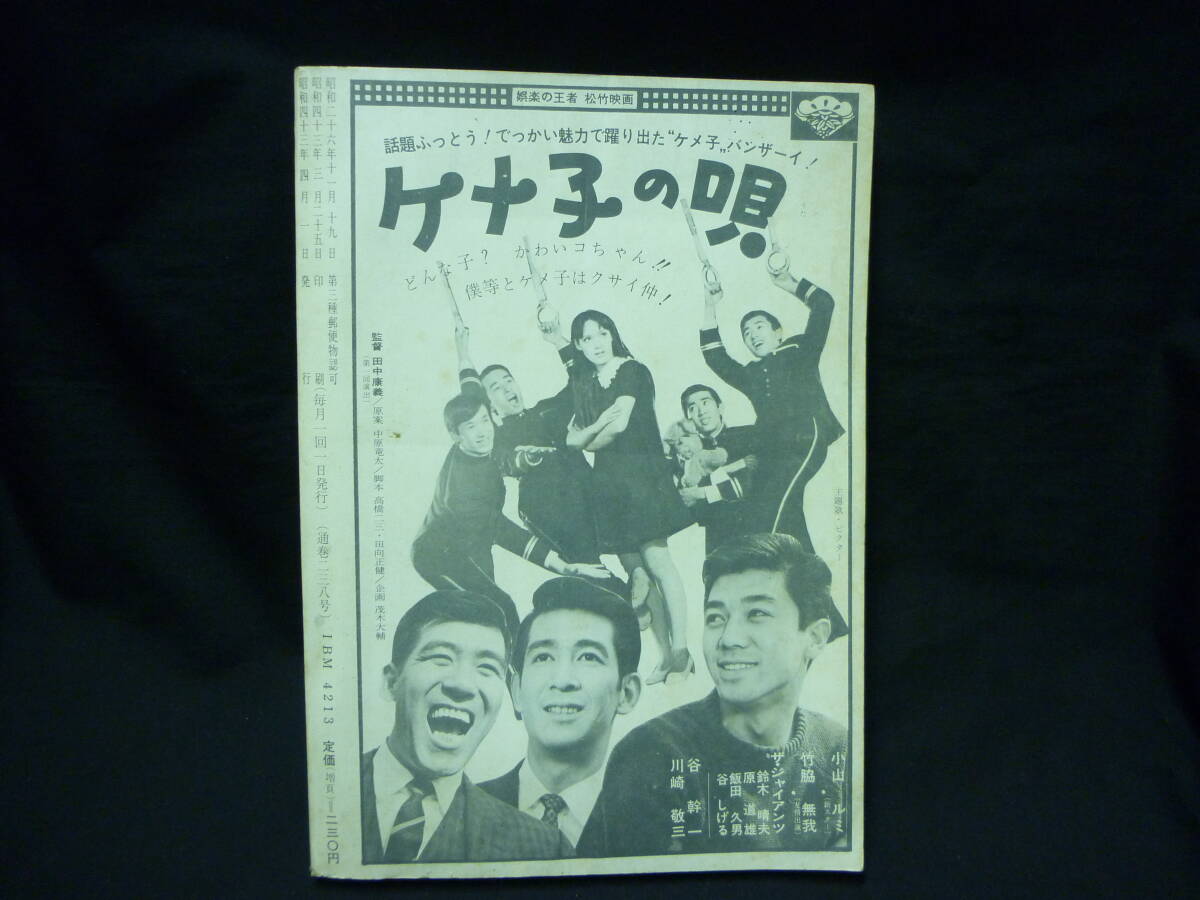 娯楽の王者 松竹映画
話題ふっとう!でっかい魅力で躍り出た“ケメ子„バンザーイ!
ケメ子の唄
どんな子? かわいコちゃん!!
僕等とケメ子はクサイ仲!
監督 田中康義/原案 中原竜太/脚本 高橋二三・田向正健/企画 茂木大輔
(第一回演出)
主題歌・ビクター
小山ルミ
竹脇 無我
(友情出演)
ザ・ジャイアンツ
鈴木 晴夫
原 道雄
飯田 久男
谷 しげる
谷 幹一
川崎 敬三
昭和二十六年十一月十九日 第三種郵便物認可
昭和四十三年 三月二十五日 印刷(毎月一回一日発行)(通巻二三八号) IBM 4213 定価(増頁)一二三〇円
昭和四十三年 四月 一日 発行